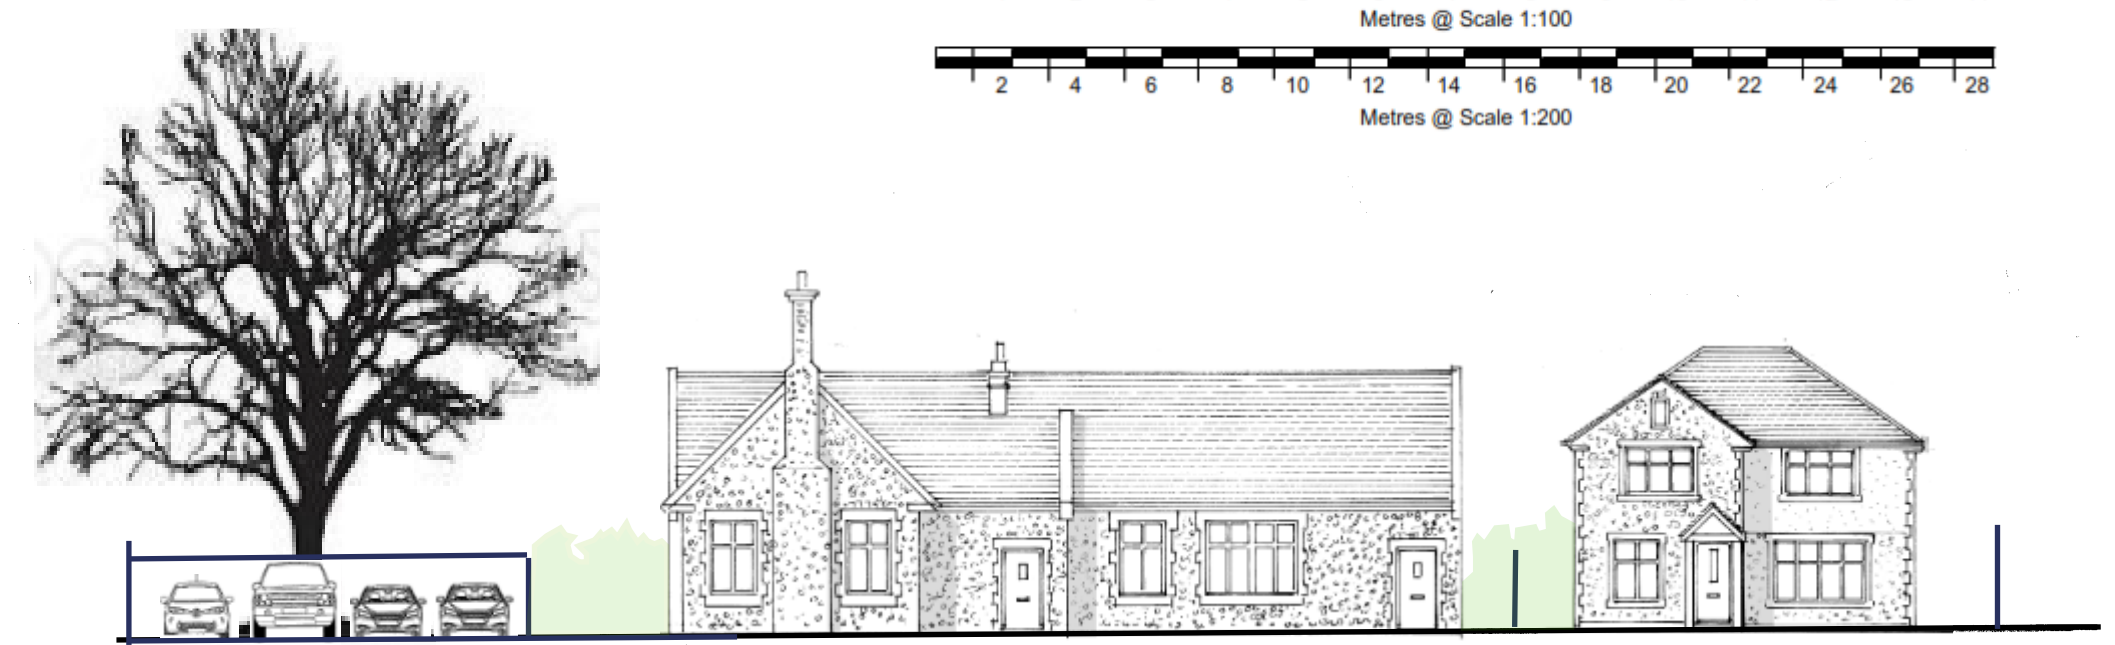 Metres @ Scale 1:100
2 4 6 8 10 12 14 16 18 20 22 24 26 28
Metres @ Scale 1:200